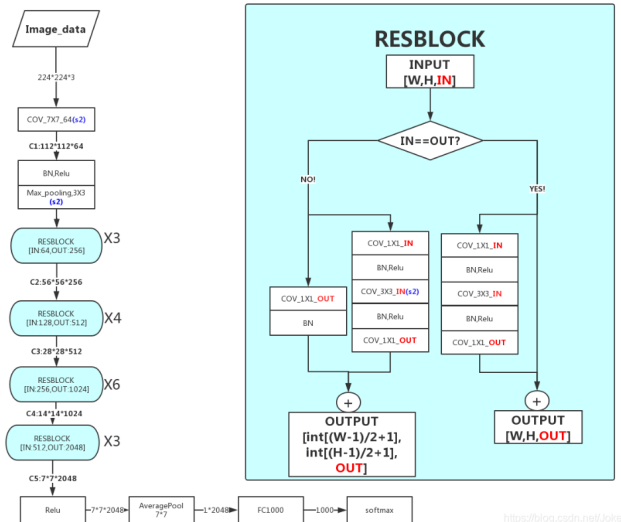 Image_data
224*224*3
COV_7X7_64(s2)
C1:112*112*64
BN,Relu
Max_pooling,3X3
(s2)
RESBLOCK
[IN:64,OUT:256]
X3
C2:56*56*256
RESBLOCK
[IN:128,OUT:512]
X4
C3:28*28*512
RESBLOCK
[IN:256,OUT:1024]
X6
C4:14*14*1024
RESBLOCK
[IN:512,OUT:2048]
X3
C5:7*7*2048
Relu
7*7*2048
AveragePool
7*7
1*2048
FC1000
1000
softmax
RESBLOCK
INPUT
[W,H,IN]
IN==OUT?
NO!
YES!
COV_1X1_OUT
BN
COV_1X1_IN
BN,Relu
COV_3X3_IN(s2)
BN,Relu
COV_1X1_OUT
COV_1X1_IN
BN,Relu
COV_3X3_IN
BN,Relu
COV_1X1_OUT
+
OUTPUT
[int[(W-1)/2+1],
int[(H-1)/2+1],
OUT]
+
OUTPUT
[W,H,OUT]
https://blog.csdn.net/Joke